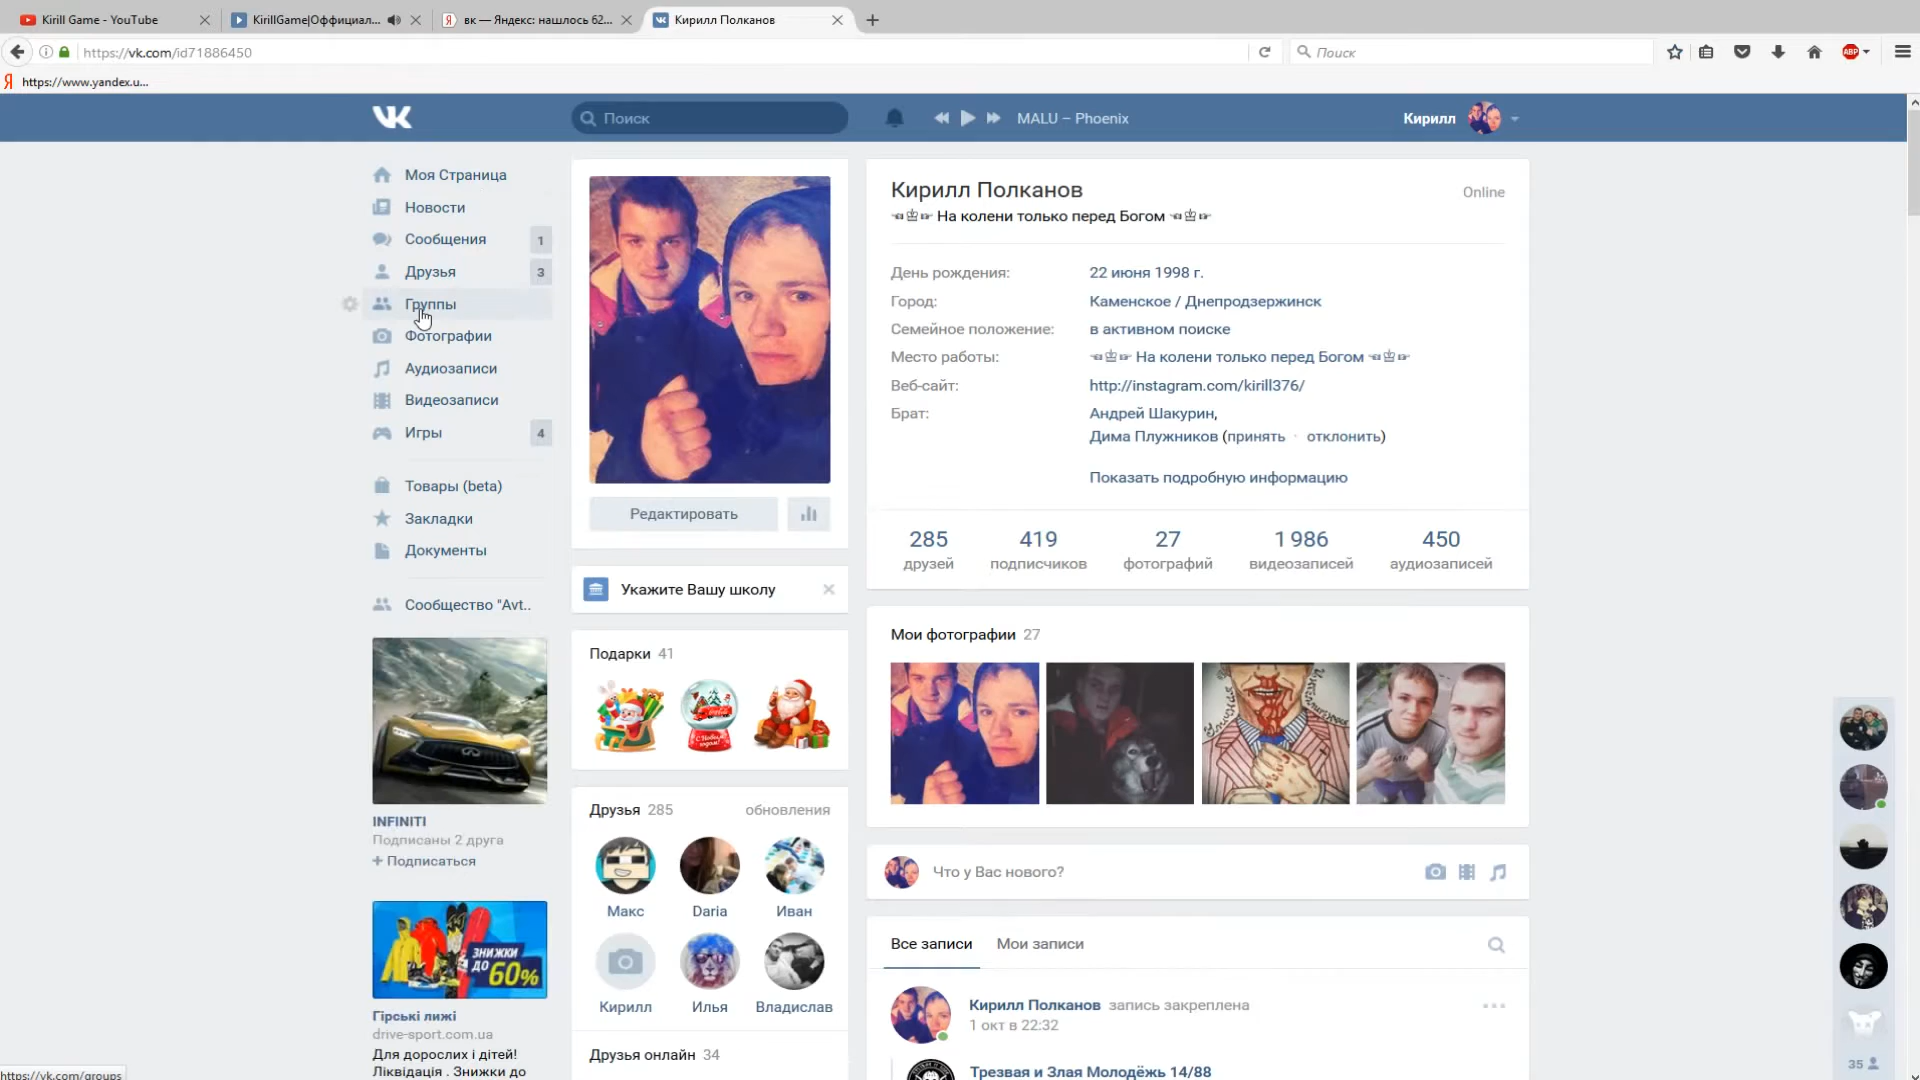 Kirill Game - YouTube
KirillGame|Оффициал...
вк — Яндекс: нашлось 62...
Кирилл Полканов
https://vk.com/id71886450
Поиск
ABP
https://www.yandex.u...
Поиск
MALU – Phoenix
Кирилл
Моя Страница
Новости
Сообщения 1
Друзья 3
Группы
Фотографии
Аудиозаписи
Видеозаписи
Игры 4
Товары (beta)
Закладки
Документы
Сообщество "Avt..
INFINITI
Подписаны 2 друга
+ Подписаться
ЗНИЖКИ
ДО 60%
Гірські лижі
drive-sport.com.ua
Для дорослих і дітей!
Ліквідація . Знижки до
https://vk.com/groups
Редактировать
Укажите Вашу школу
Подарки 41
Друзья 285 обновления
Макс Daria Иван
Кирилл Илья Владислав
Друзья онлайн 34
Кирилл Полканов
Online
☜♔☞ На колени только перед Богом ☜♔☞
День рождения: 22 июня 1998 г.
Город: Каменское / Днепродзержинск
Семейное положение: в активном поиске
Место работы: ☜♔☞ На колени только перед Богом ☜♔☞
Веб-сайт: http://instagram.com/kirill376/
Брат: Андрей Шакурин,
Дима Плужников (принять · отклонить)
Показать подробную информацию
285 419 27 1 986 450
друзей подписчиков фотографий видеозаписей аудиозаписей
Мои фотографии 27
Что у Вас нового?
Все записи Мои записи
Кирилл Полканов запись закреплена
1 окт в 22:32
Трезвая и Злая Молодёжь 14/88
35